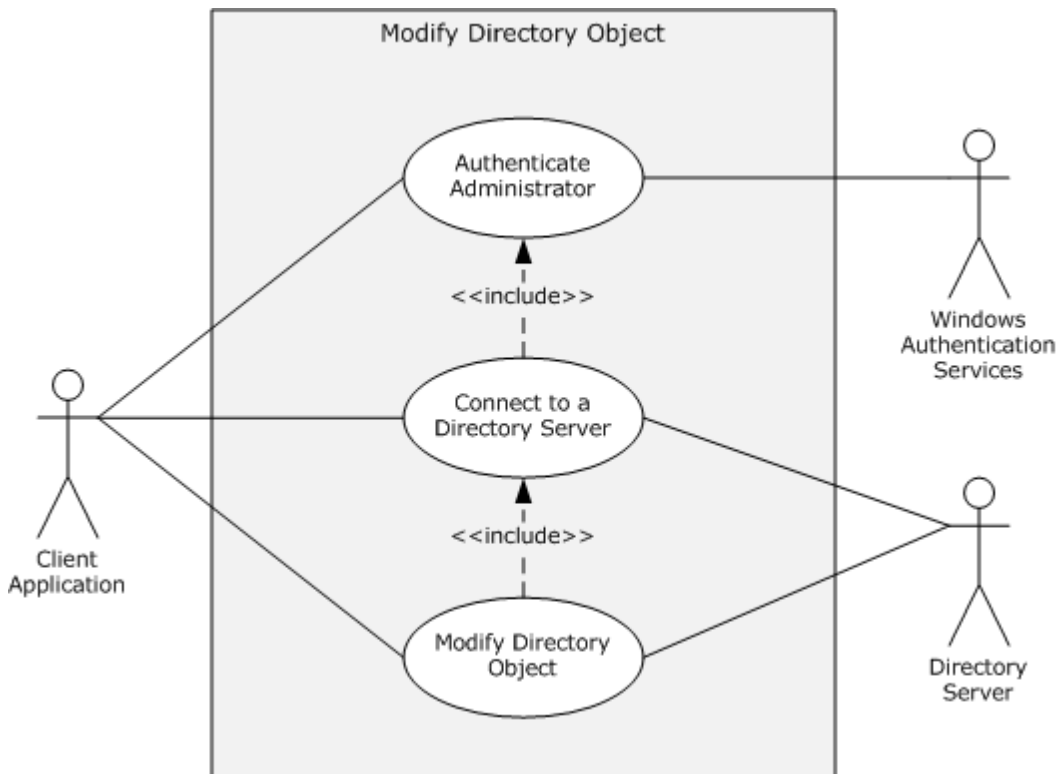 Modify Directory Object
Authenticate
Administrator
<<include>>
Windows
Authentication
Services
Connect to a
Directory Server
<<include>>
Client
Application
Modify Directory
Object
Directory
Server